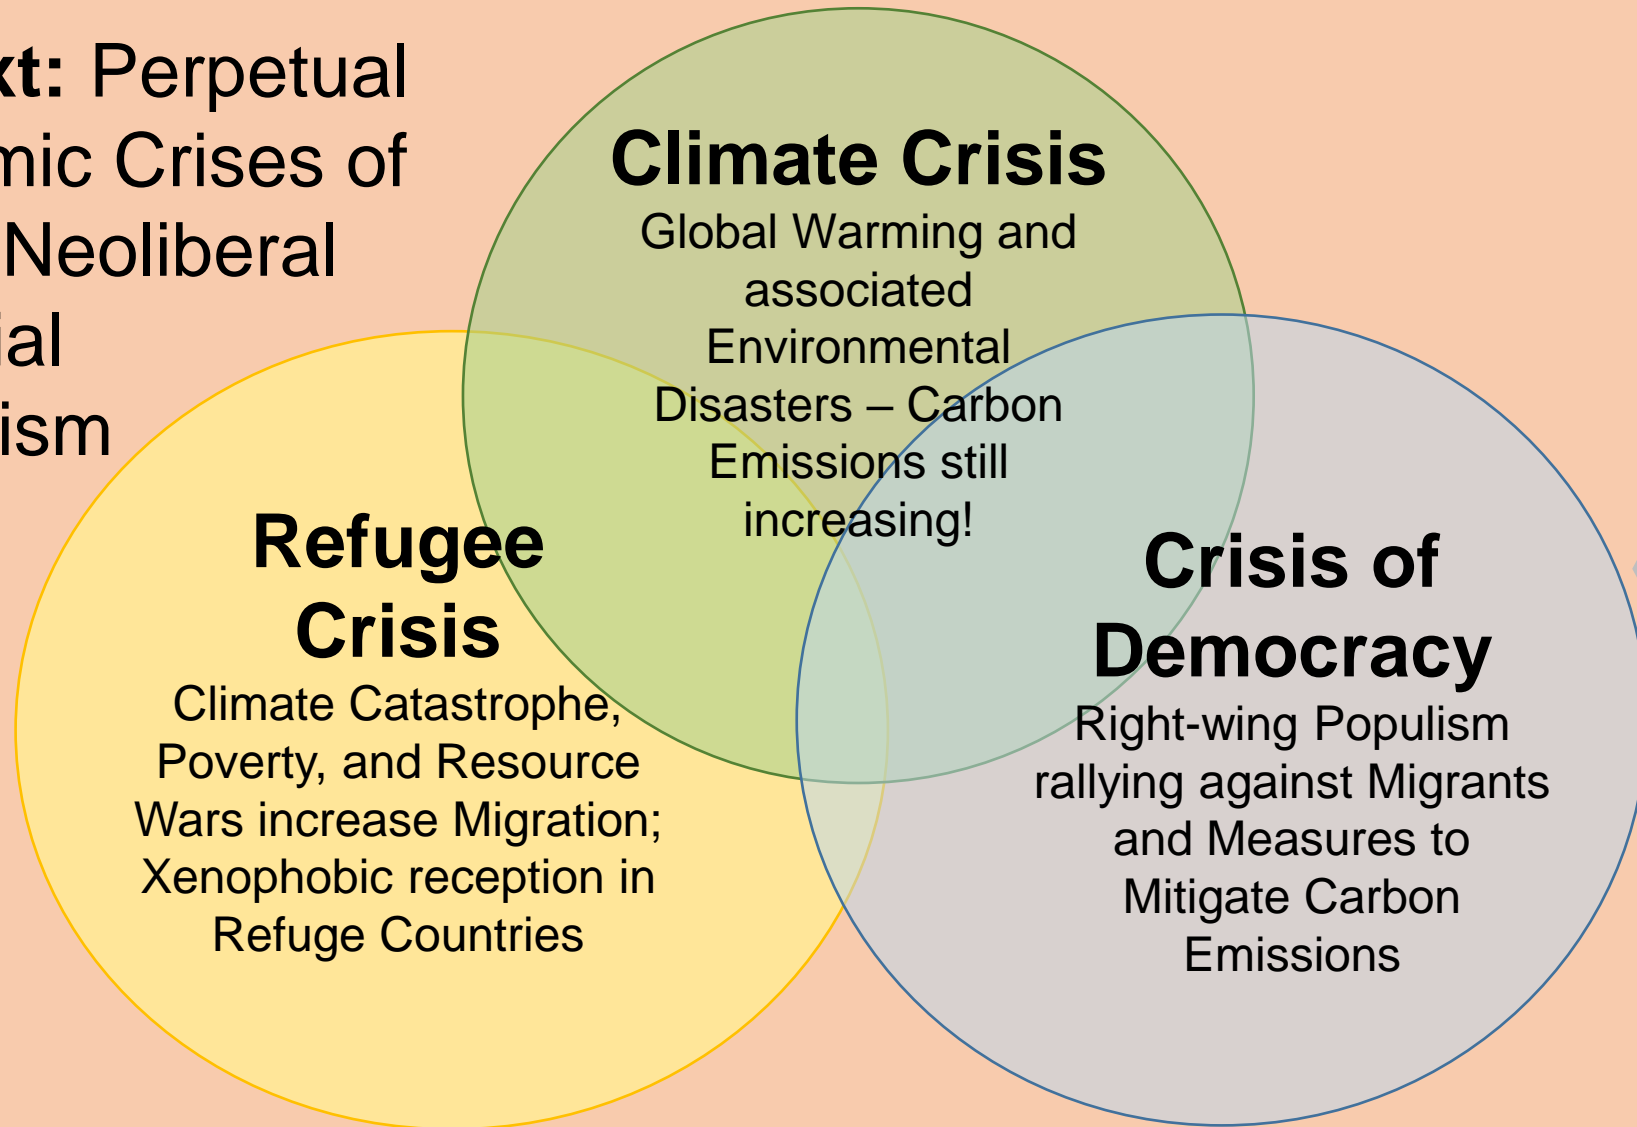 xt: Perpetual
mic Crises of
Neoliberal
ial
ism
Climate Crisis
Global Warming and
associated
Environmental
Disasters – Carbon
Emissions still
increasing!
Refugee
Crisis
Climate Catastrophe,
Poverty, and Resource
Wars increase Migration;
Xenophobic reception in
Refuge Countries
Crisis of
Democracy
Right-wing Populism
rallying against Migrants
and Measures to
Mitigate Carbon
Emissions